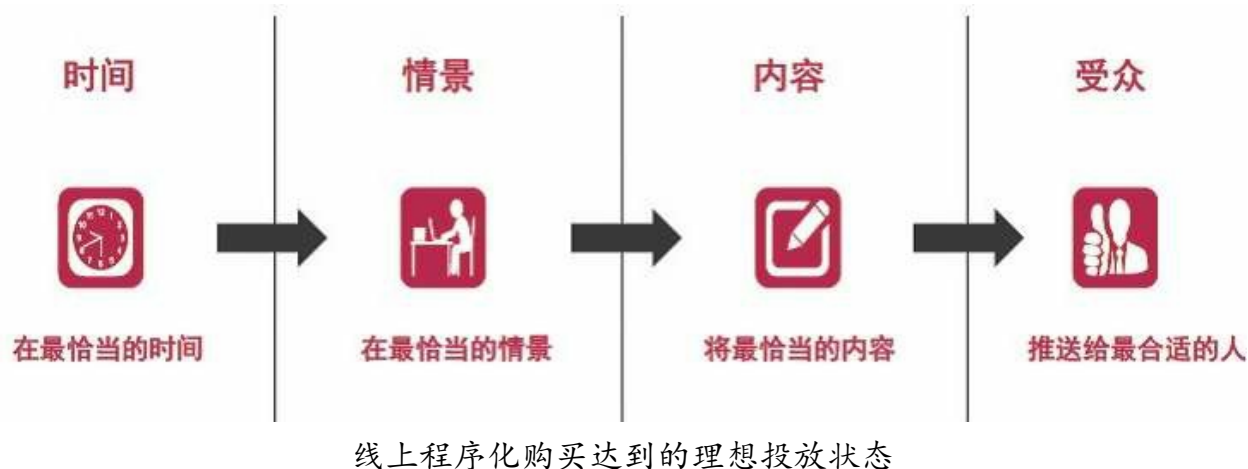 时间
情景
内容
受众
在最恰当的时间
在最恰当的情景
将最恰当的内容
推送给最合适的人
线上程序化购买达到的理想投放状态